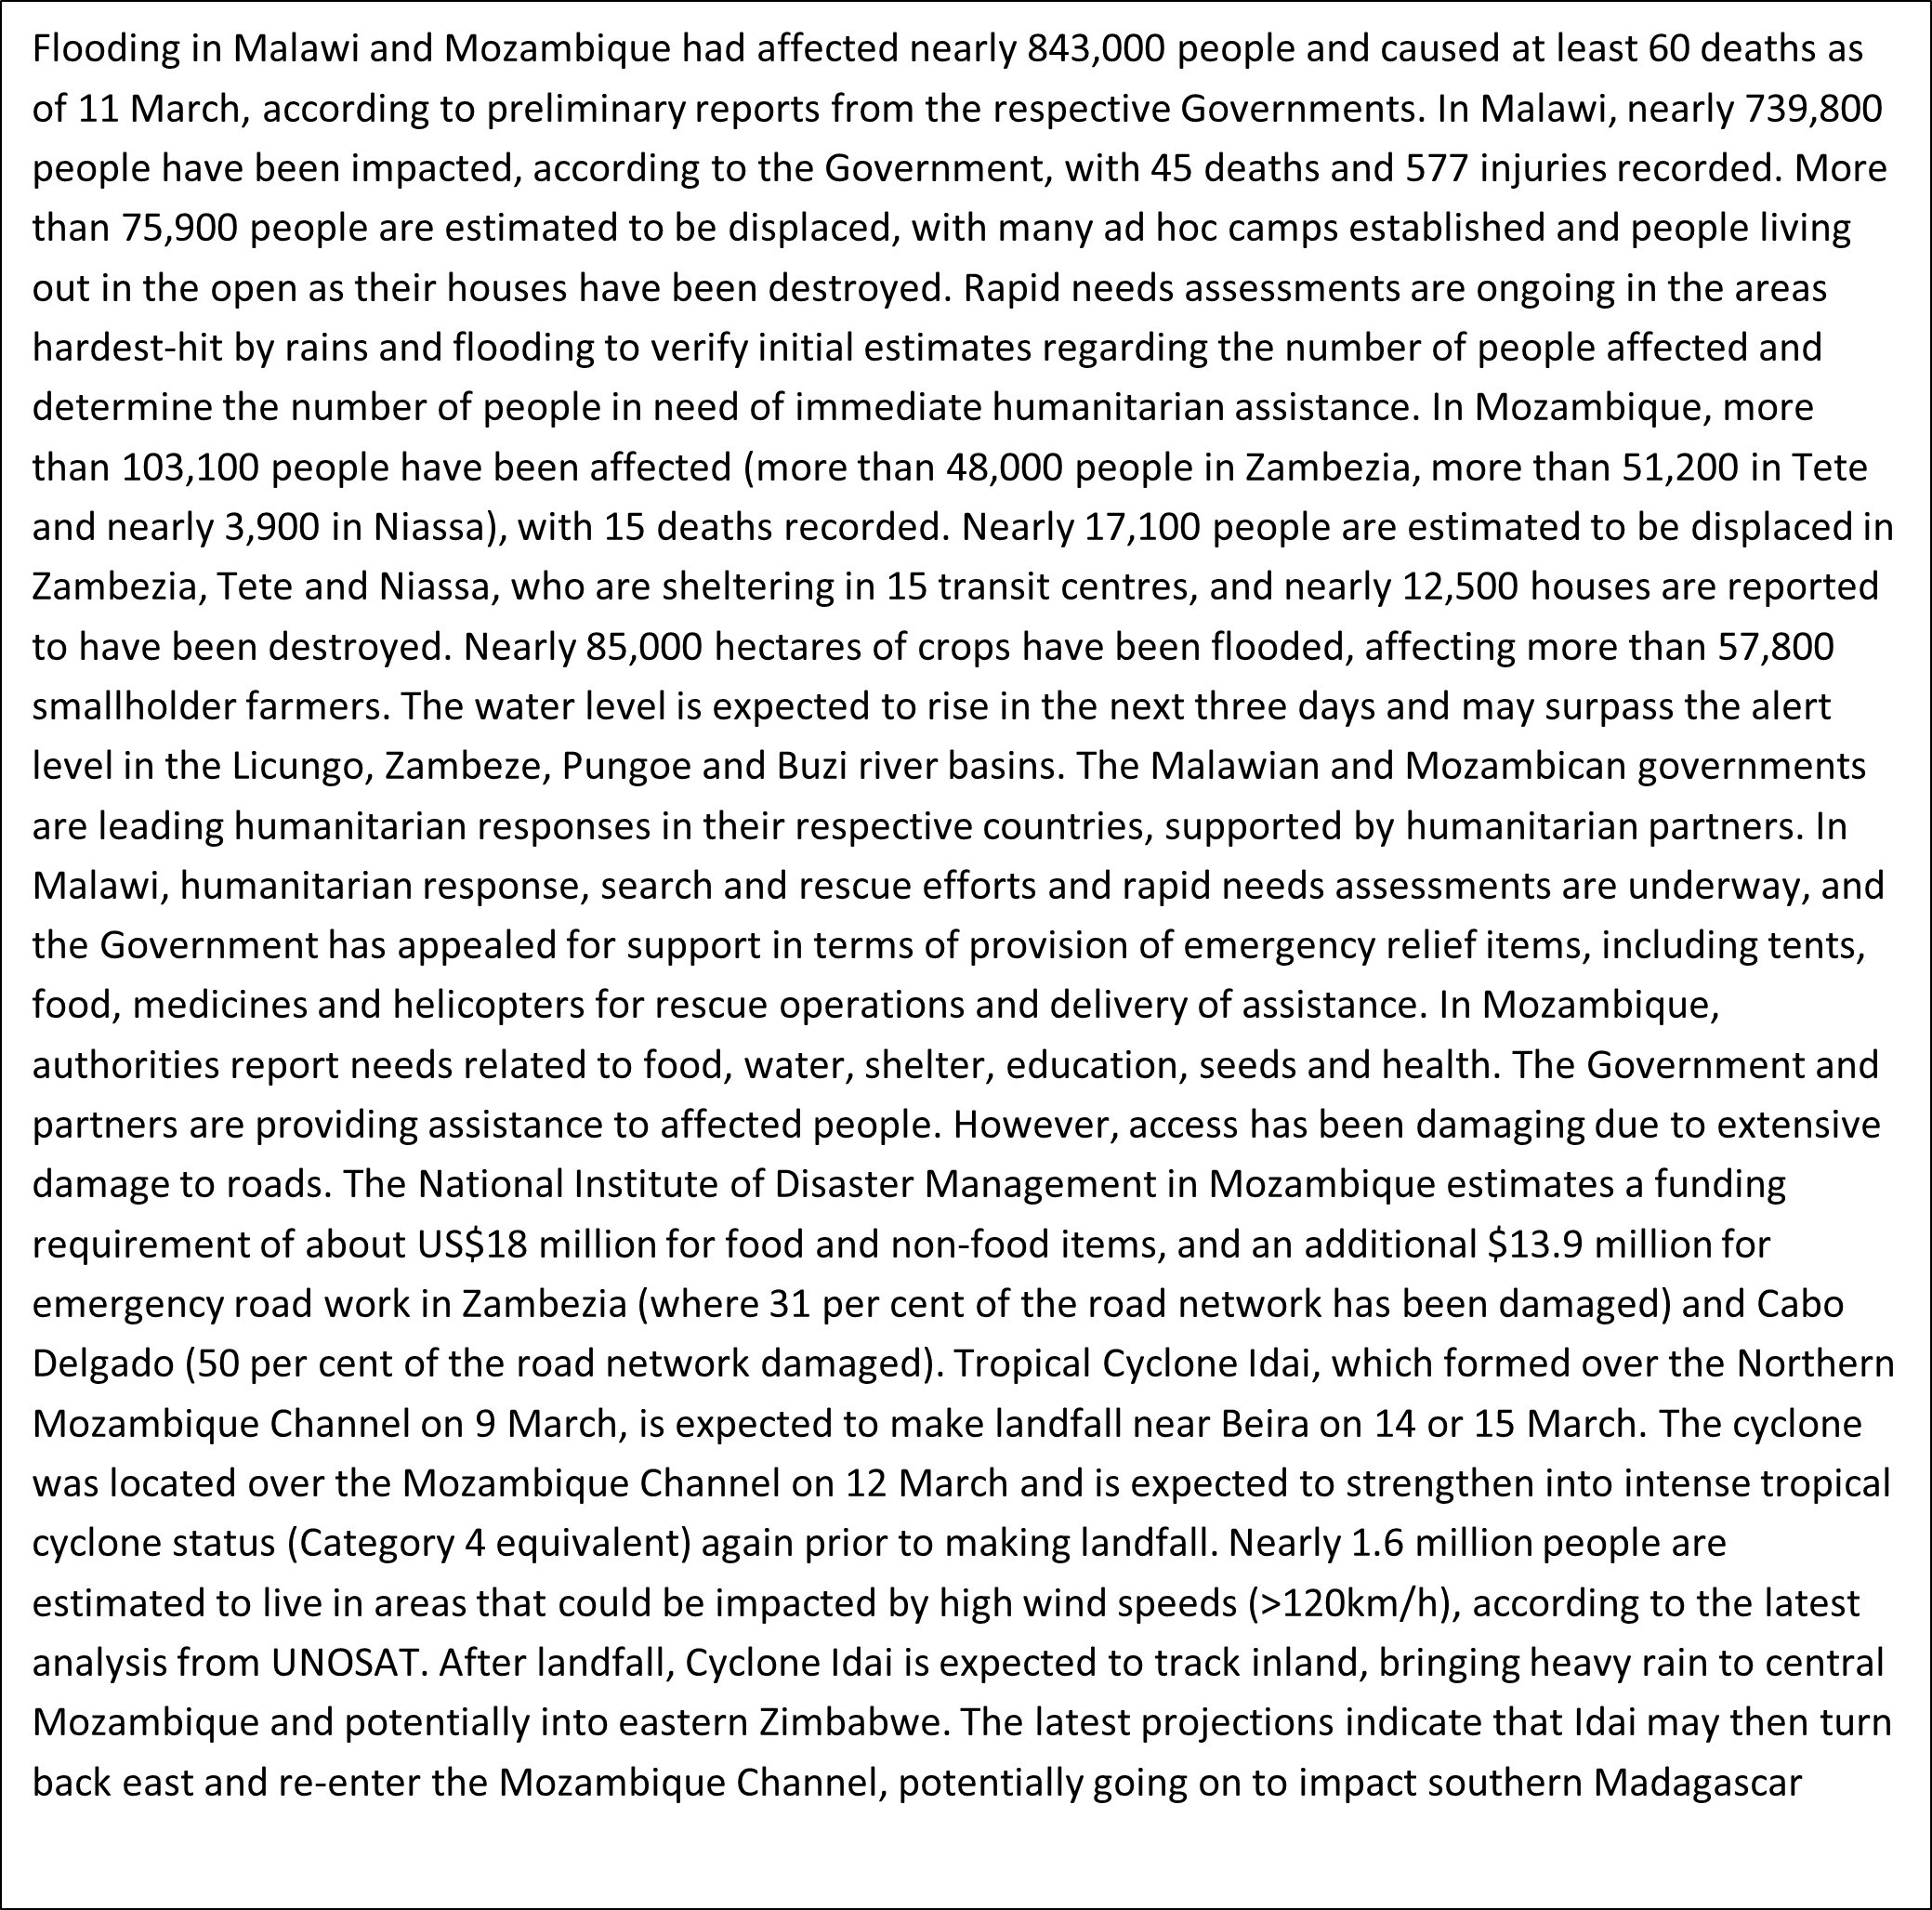 Flooding in Malawi and Mozambique had affected nearly 843,000 people and caused at least 60 deaths as
of 11 March, according to preliminary reports from the respective Governments. In Malawi, nearly 739,800
people have been impacted, according to the Government, with 45 deaths and 577 injuries recorded. More
than 75,900 people are estimated to be displaced, with many ad hoc camps established and people living
out in the open as their houses have been destroyed. Rapid needs assessments are ongoing in the areas
hardest-hit by rains and flooding to verify initial estimates regarding the number of people affected and
determine the number of people in need of immediate humanitarian assistance. In Mozambique, more
than 103,100 people have been affected (more than 48,000 people in Zambezia, more than 51,200 in Tete
and nearly 3,900 in Niassa), with 15 deaths recorded. Nearly 17,100 people are estimated to be displaced in
Zambezia, Tete and Niassa, who are sheltering in 15 transit centres, and nearly 12,500 houses are reported
to have been destroyed. Nearly 85,000 hectares of crops have been flooded, affecting more than 57,800
smallholder farmers. The water level is expected to rise in the next three days and may surpass the alert
level in the Licungo, Zambeze, Pungoe and Buzi river basins. The Malawian and Mozambican governments
are leading humanitarian responses in their respective countries, supported by humanitarian partners. In
Malawi, humanitarian response, search and rescue efforts and rapid needs assessments are underway, and
the Government has appealed for support in terms of provision of emergency relief items, including tents,
food, medicines and helicopters for rescue operations and delivery of assistance. In Mozambique,
authorities report needs related to food, water, shelter, education, seeds and health. The Government and
partners are providing assistance to affected people. However, access has been damaging due to extensive
damage to roads. The National Institute of Disaster Management in Mozambique estimates a funding
requirement of about US$18 million for food and non-food items, and an additional $13.9 million for
emergency road work in Zambezia (where 31 per cent of the road network has been damaged) and Cabo
Delgado (50 per cent of the road network damaged). Tropical Cyclone Idai, which formed over the Northern
Mozambique Channel on 9 March, is expected to make landfall near Beira on 14 or 15 March. The cyclone
was located over the Mozambique Channel on 12 March and is expected to strengthen into intense tropical
cyclone status (Category 4 equivalent) again prior to making landfall. Nearly 1.6 million people are
estimated to live in areas that could be impacted by high wind speeds (>120km/h), according to the latest
analysis from UNOSAT. After landfall, Cyclone Idai is expected to track inland, bringing heavy rain to central
Mozambique and potentially into eastern Zimbabwe. The latest projections indicate that Idai may then turn
back east and re-enter the Mozambique Channel, potentially going on to impact southern Madagascar